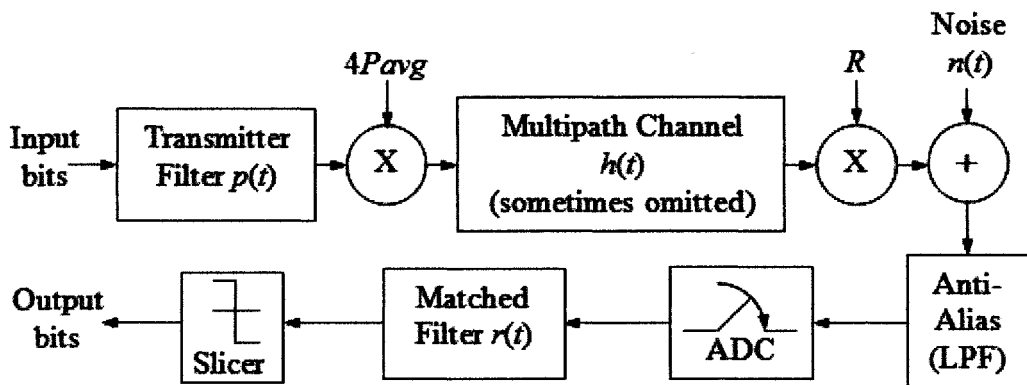 Input
bits
Transmitter
Filter p(t)
4Pavg
X
Multipath Channel
h(t)
(sometimes omitted)
R
X
Noise
n(t)
+
Anti-
Alias
(LPF)
ADC
Matched
Filter r(t)
Slicer
Output
bits